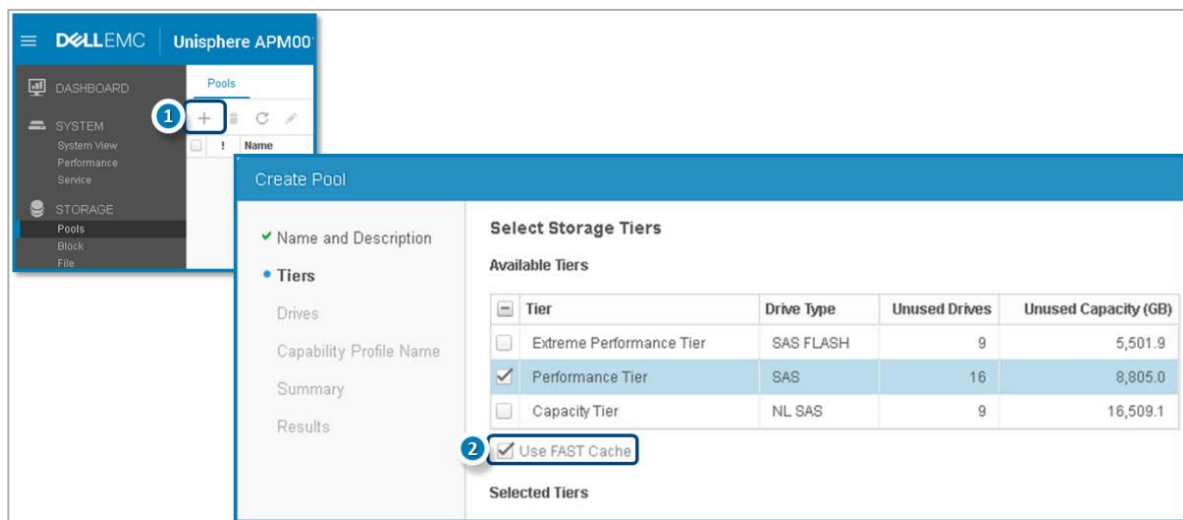 DELLEMC Unisphere APM00
DASHBOARD
SYSTEM
System View
Performance
Service
STORAGE
Pools
Block
File
Pools
1
! Name
Create Pool
Name and Description
Tiers
Drives
Capability Profile Name
Summary
Results
Select Storage Tiers
Available Tiers
Tier Drive Type Unused Drives Unused Capacity (GB)
Extreme Performance Tier SAS FLASH 9 5,501.9
Performance Tier SAS 16 8,805.0
Capacity Tier NL SAS 9 16,509.1
2 Use FAST Cache
Selected Tiers